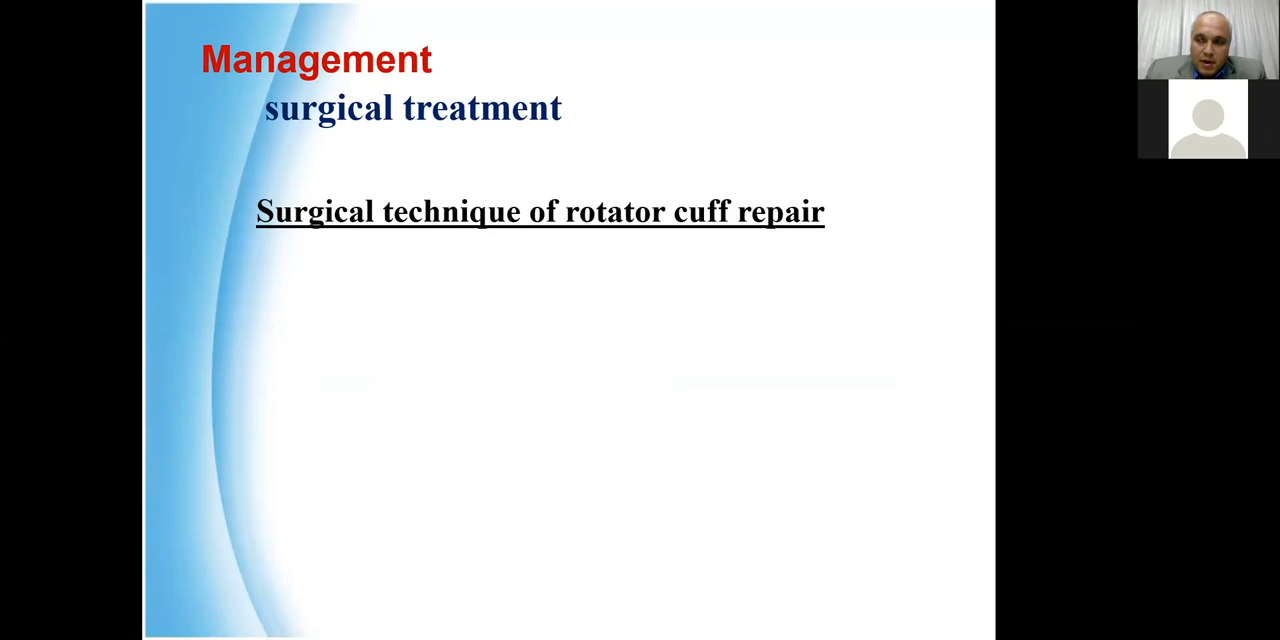 Management
surgical treatment
Surgical technique of rotator cuff repair